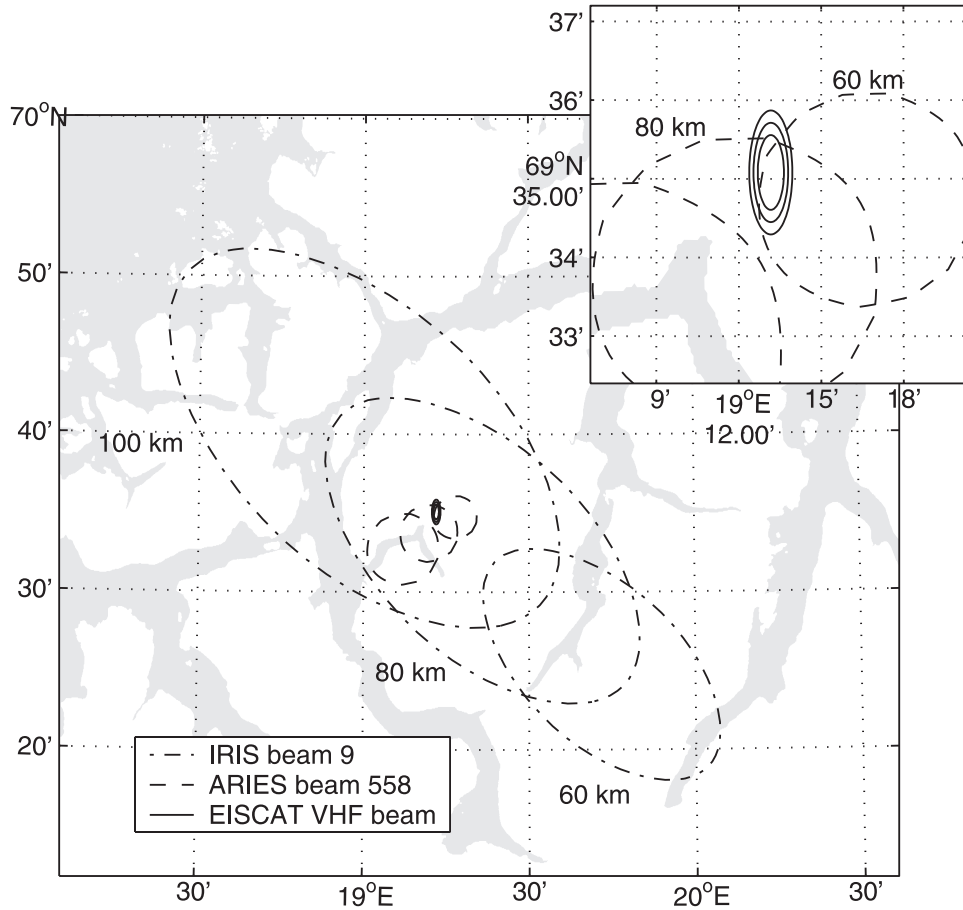 37'
36'
60 km
80 km
69°N
35.00'
34'
33'
9'
19°E
12.00'
15'
18'
70°N
50'
40'
30'
20'
100 km
80 km
60 km
IRIS beam 9
ARIES beam 558
EISCAT VHF beam
30'
19°E
30'
20°E
30'